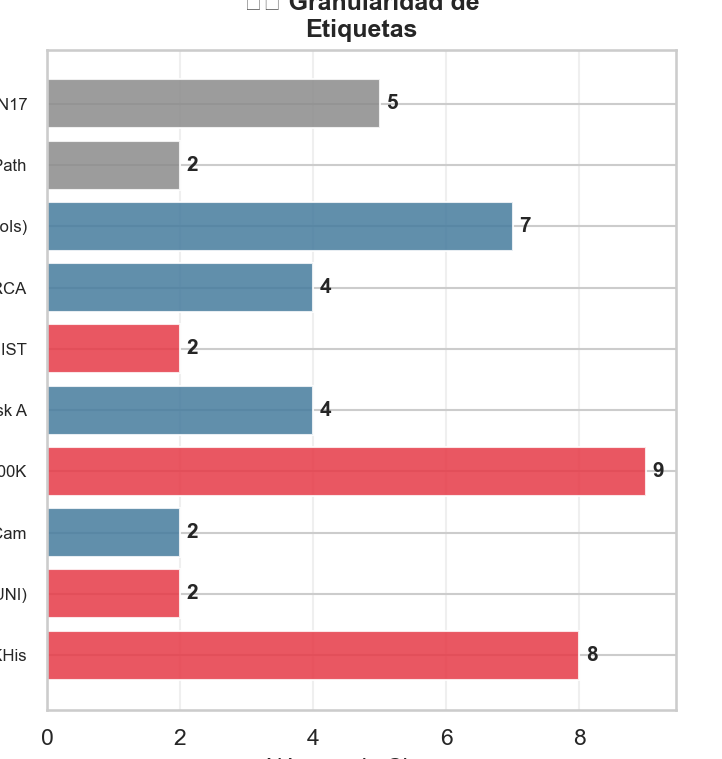 Granularidad de
Etiquetas
N17
5
Path
2
ols)
7
RCA
4
IST
2
sk A
4
00K
9
Cam
2
UNI)
2
KHis
8
0 2 4 6 8